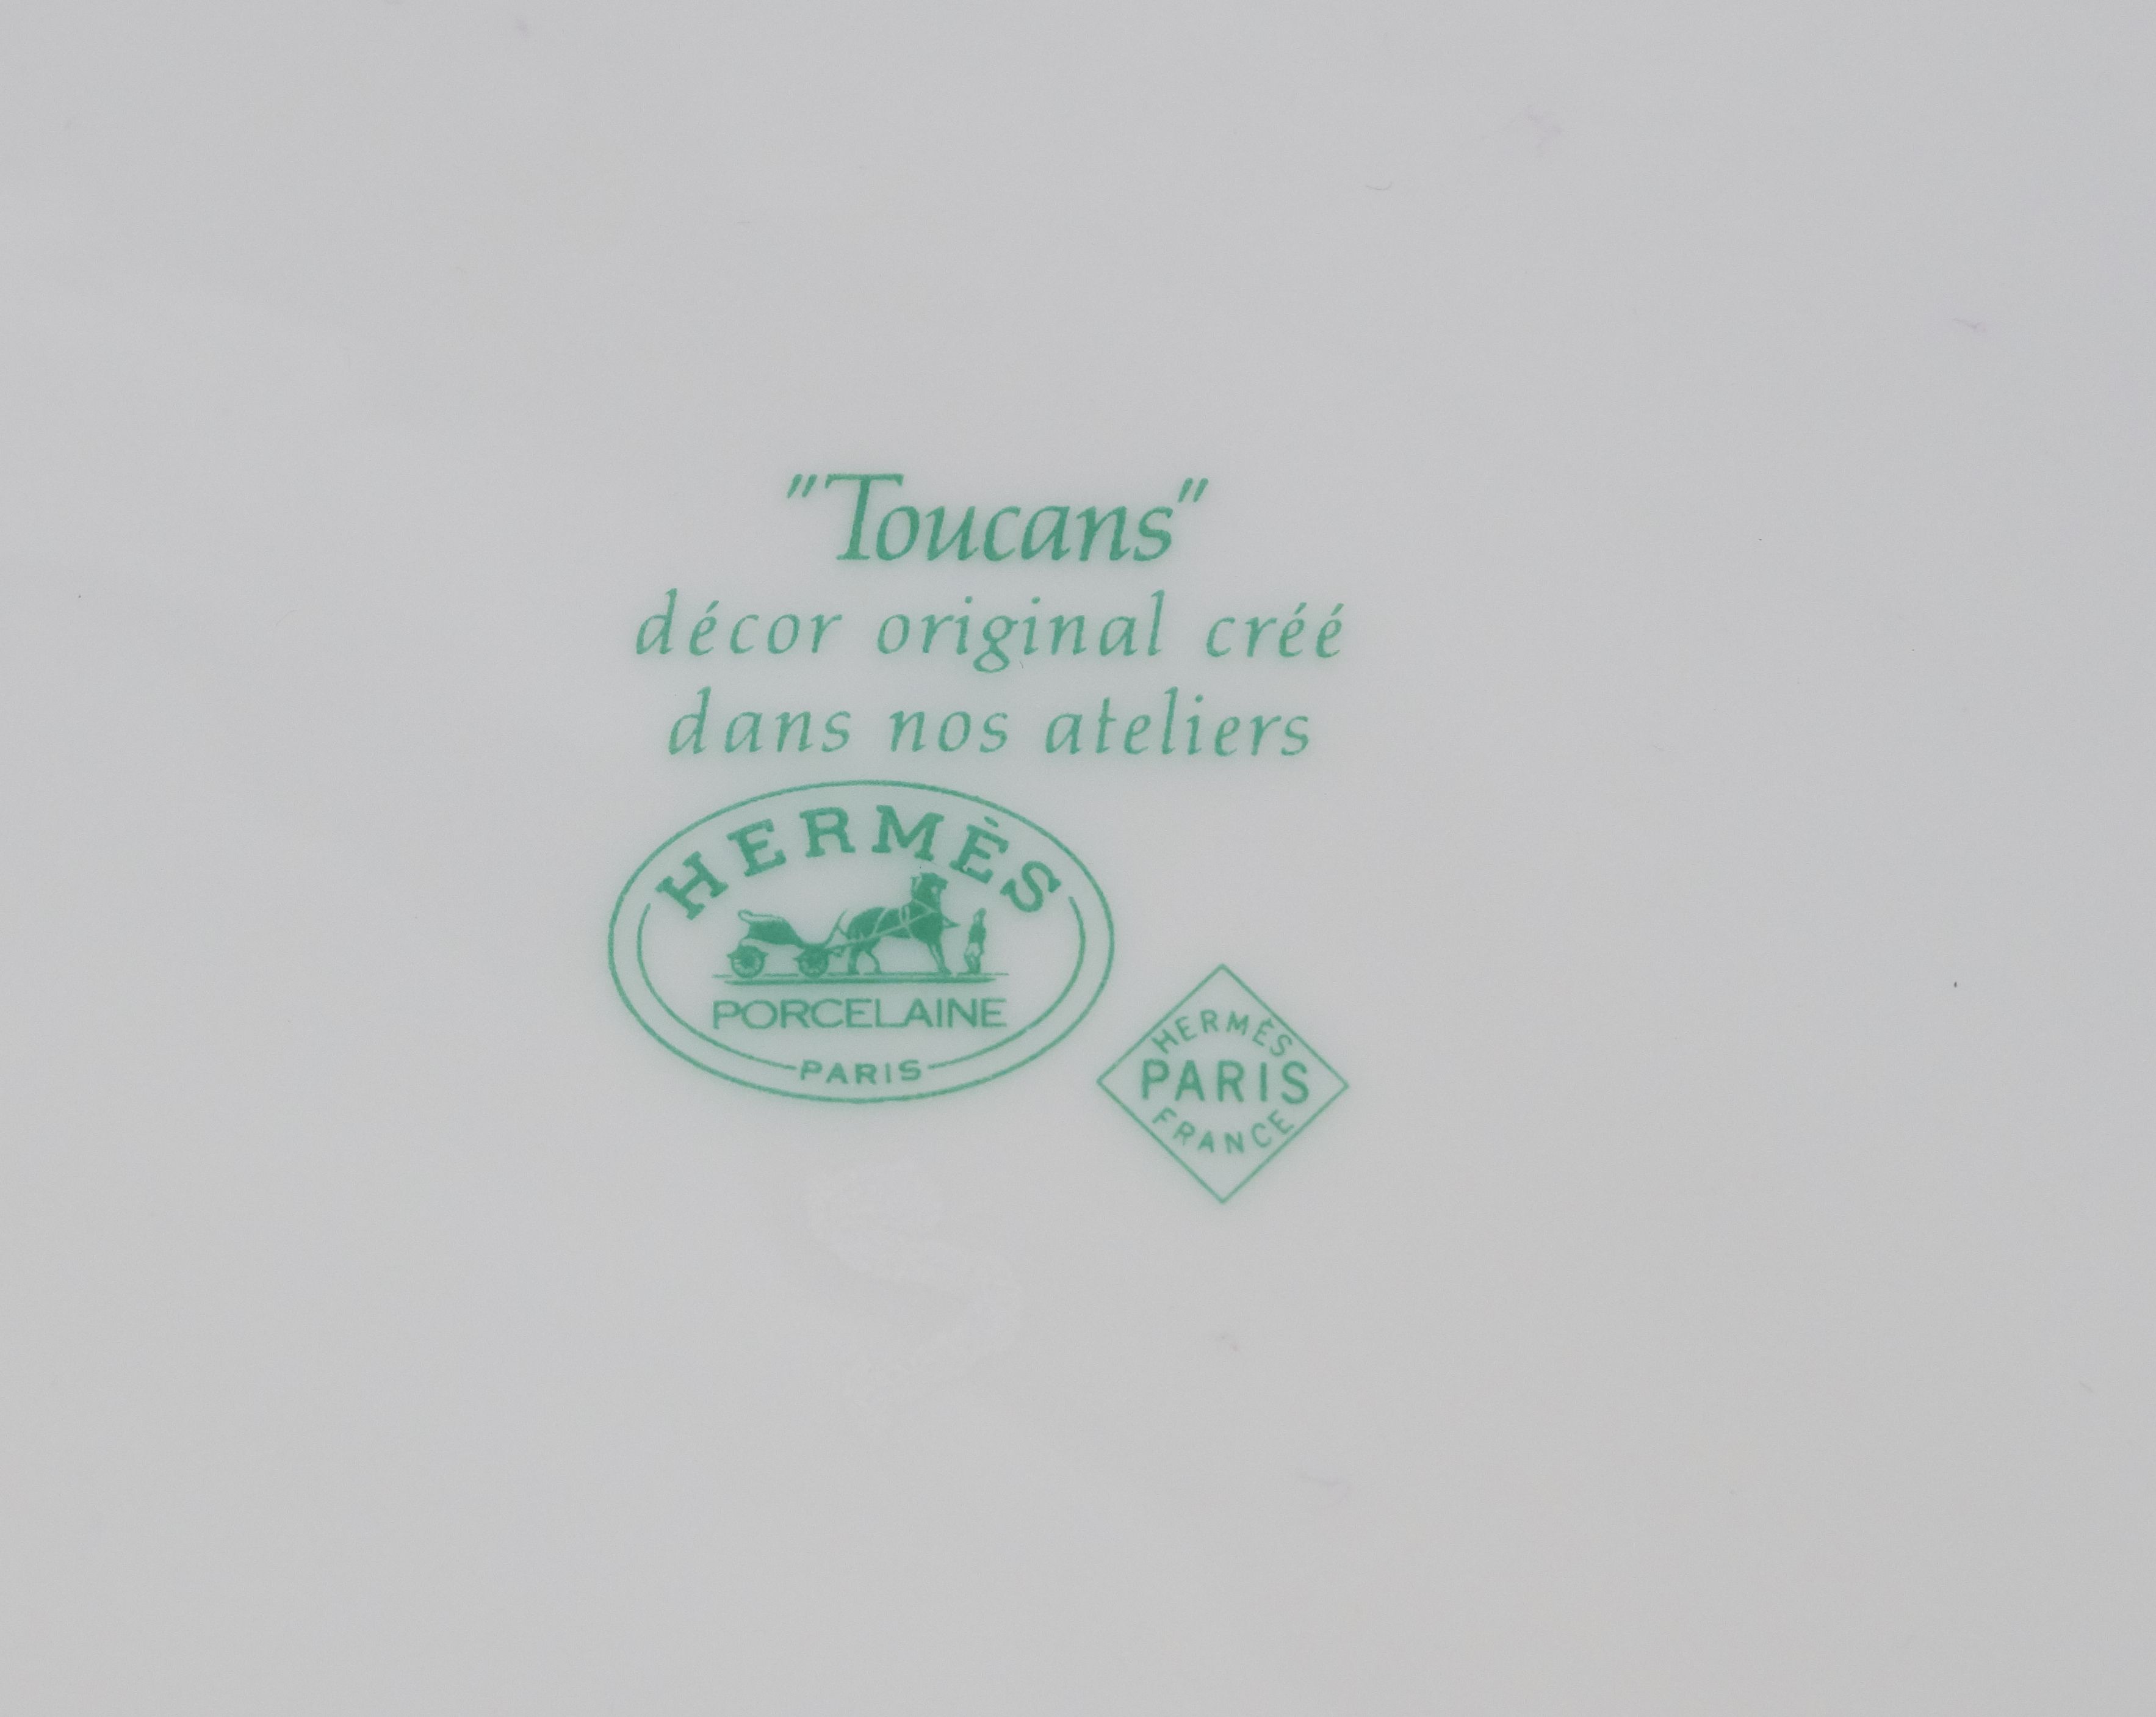 "Toucans"
décor original créé
dans nos ateliers
HERMÈS
PORCELAINE
PARIS
HERMÈS
PARIS
FRANCE